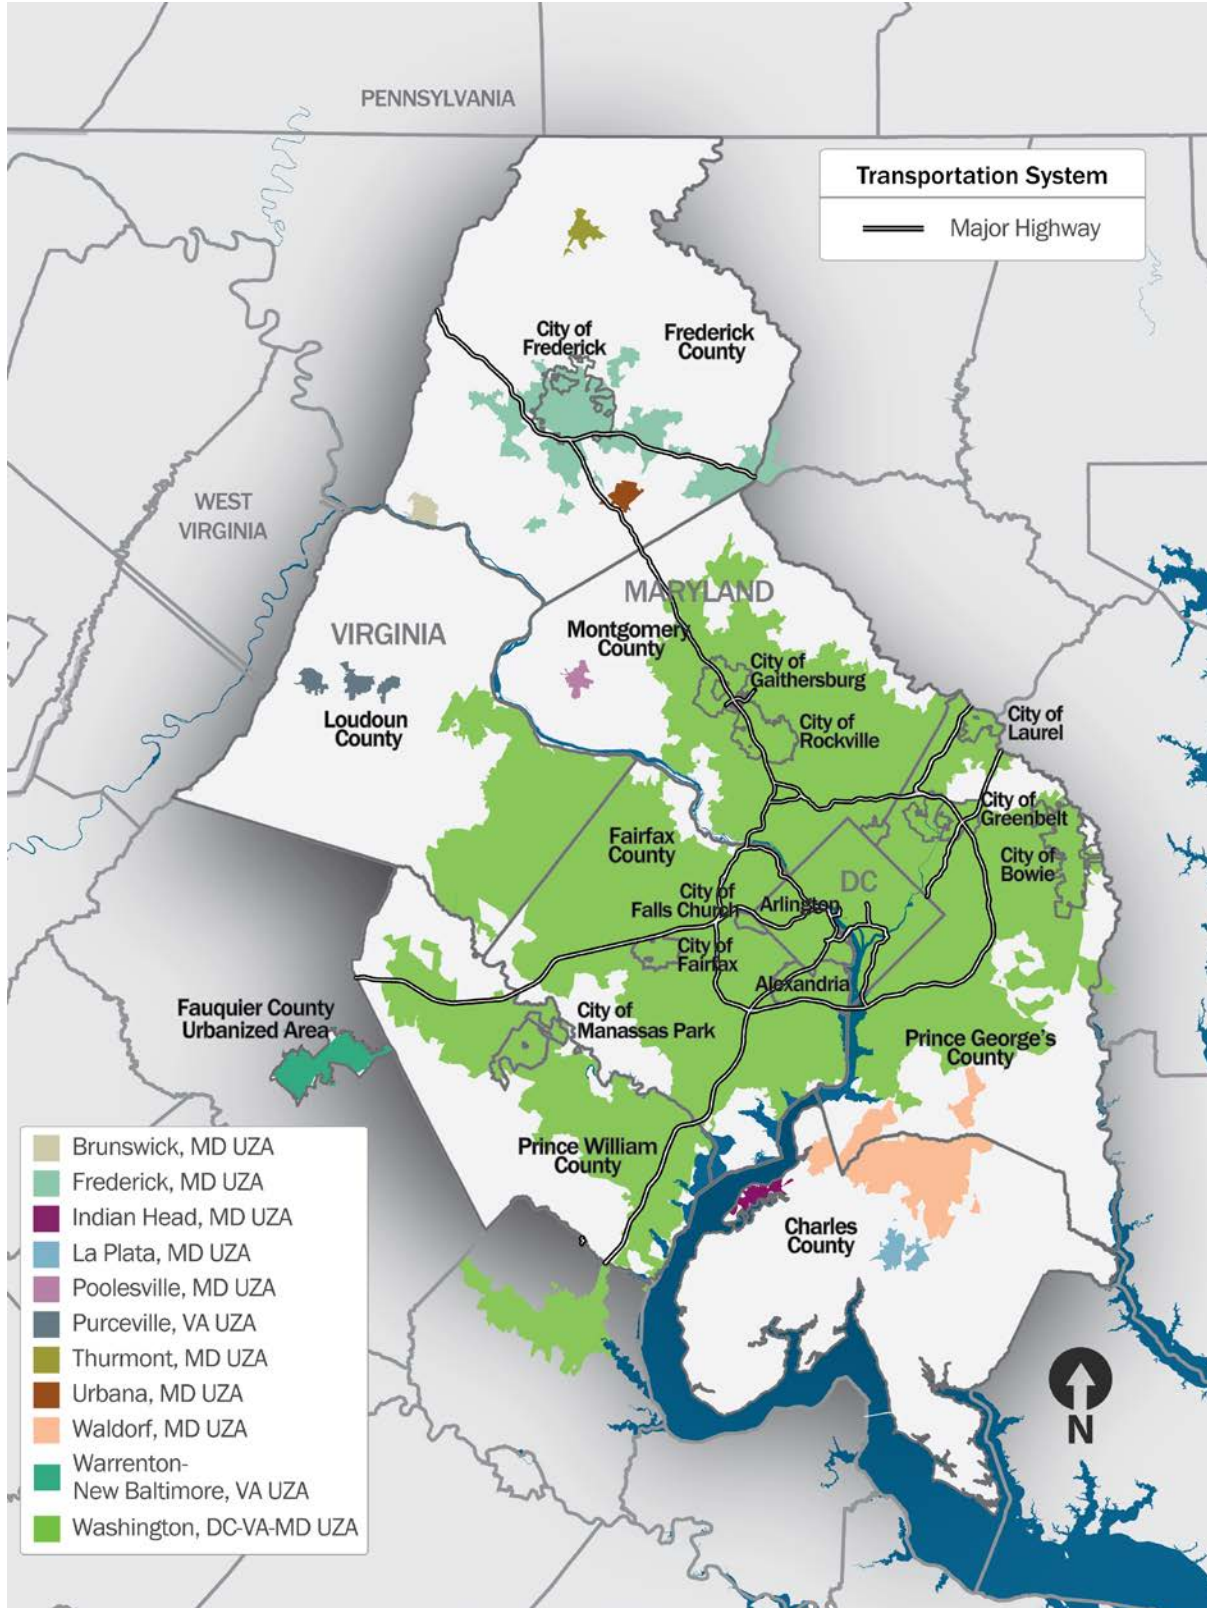 PENNSYLVANIA
Transportation System
Major Highway
City of
Frederick
Frederick
County
WEST
VIRGINIA
MARYLAND
VIRGINIA
Montgomery
County
City of
Gaithersburg
Loudoun
County
City of
Rockville
City of
Laurel
City of
Greenbelt
Fairfax
County
City of
Bowie
DC
City of
Falls Church
Arlington
City of
Fairfax
Alexandria
Fauquier County
Urbanized Area
City of
Manassas Park
Prince George's
County
Prince William
County
Charles
County
Brunswick, MD UZA
Frederick, MD UZA
Indian Head, MD UZA
La Plata, MD UZA
Poolesville, MD UZA
Purceville, VA UZA
Thurmont, MD UZA
Urbana, MD UZA
Waldorf, MD UZA
Warrenton-
New Baltimore, VA UZA
Washington, DC-VA-MD UZA
N